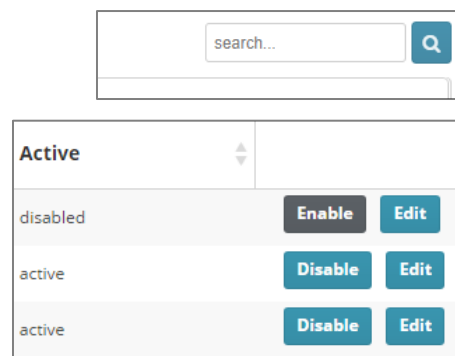 search...
Active
disabled Enable Edit
active Disable Edit
active Disable Edit